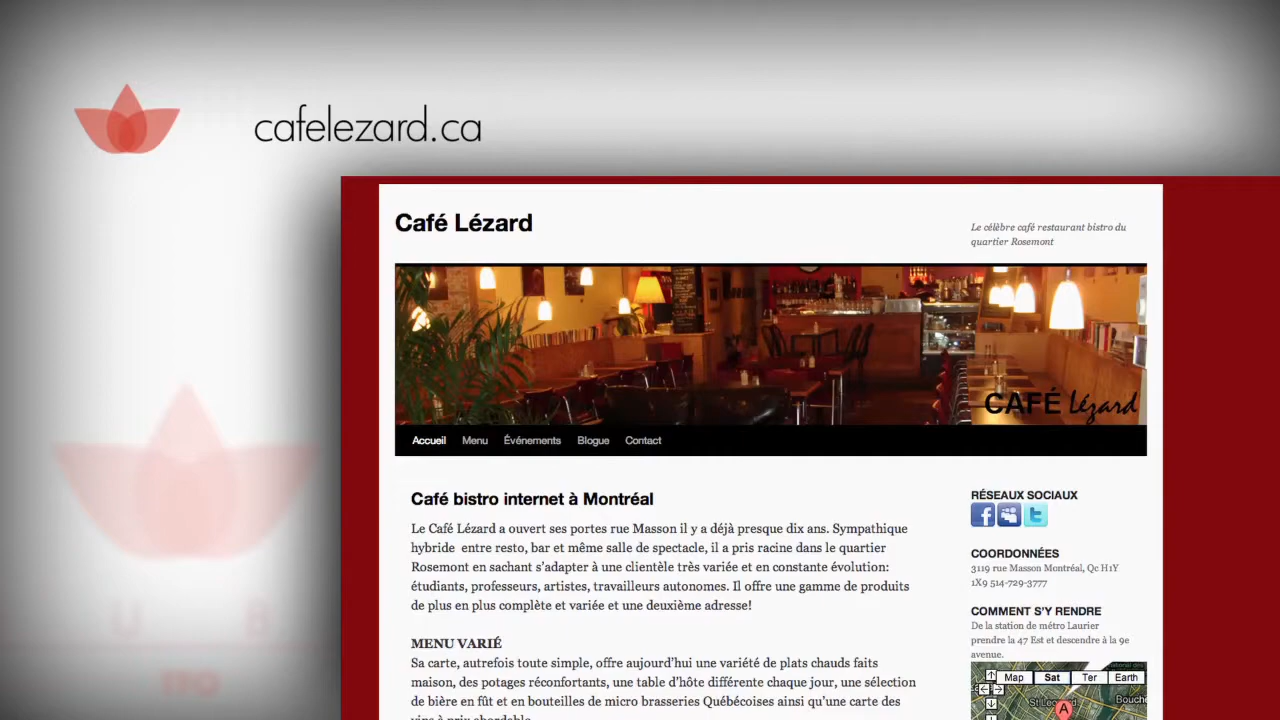 cafelezard.ca
Café Lézard
Le célèbre café restaurant bistro du
quartier Rosemont
CAFÉ Lézard
Accueil Menu Événements Blogue Contact
Café bistro internet à Montréal
Le Café Lézard a ouvert ses portes rue Masson il y a déjà presque dix ans. Sympathique
hybride entre resto, bar et même salle de spectacle, il a pris racine dans le quartier
Rosemont en sachant s'adapter à une clientèle très variée et en constante évolution:
étudiants, professeurs, artistes, travailleurs autonomes. Il offre une gamme de produits
de plus en plus complète et variée et une deuxième adresse!
MENU VARIÉ
Sa carte, autrefois toute simple, offre aujourd'hui une variété de plats chauds faits
maison, des potages réconfortants, une table d'hôte différente chaque jour, une sélection
de bière en fût et en bouteilles de micro brasseries Québécoises ainsi qu'une carte des
vins à prix abordable.
RÉSEAUX SOCIAUX
COORDONNÉES
3119 rue Masson Montréal, Qc H1Y
1X9 514-729-3777
COMMENT S'Y RENDRE
De la station de métro Laurier
prendre la 47 Est et descendre à la 9e
avenue.
Map Sat Ter Earth
A
U B